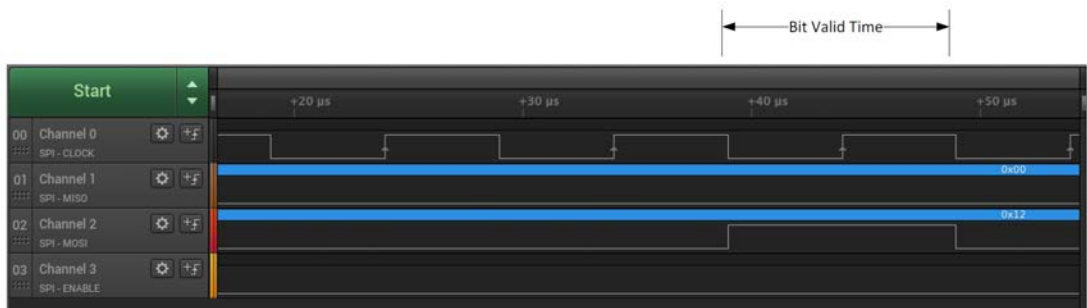 Bit Valid Time
Start
+20 µs
+30 µs
+40 µs
+50 µs
00 Channel 0
SPI - CLOCK
01 Channel 1
0x00
SPI - MISO
02 Channel 2
0x12
SPI - MOSI
03 Channel 3
SPI - ENABLE